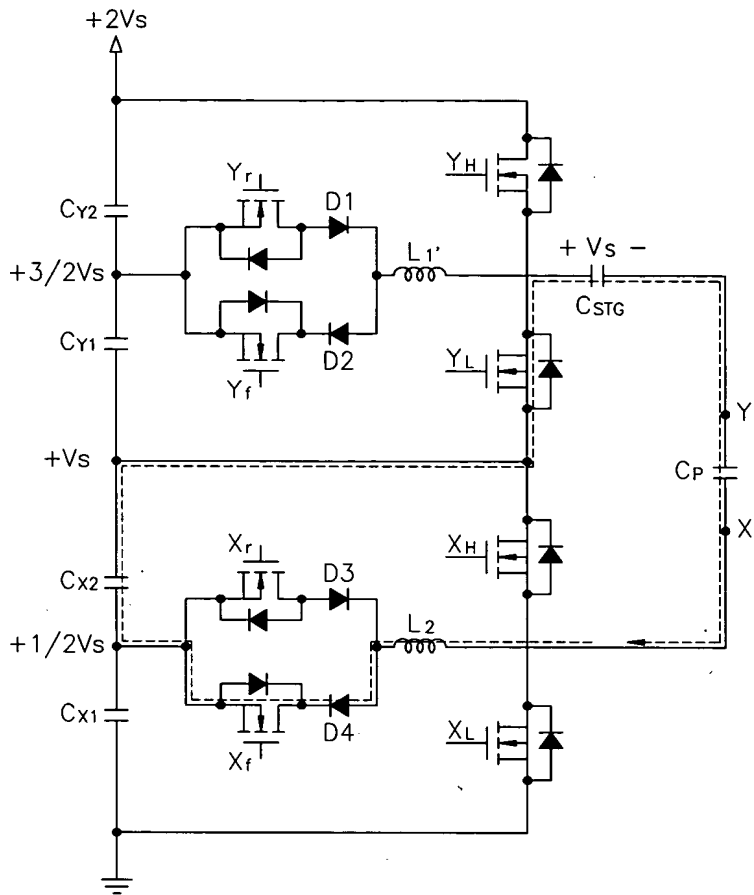 +2Vs
YH
Yr
D1
CY2
L1'
+ Vs −
+3/2Vs
CSTG
CY1
D2
YL
Yf
Y
+Vs
CP
XH
X
Xr
D3
CX2
L2
+1/2Vs
CX1
D4
XL
Xf